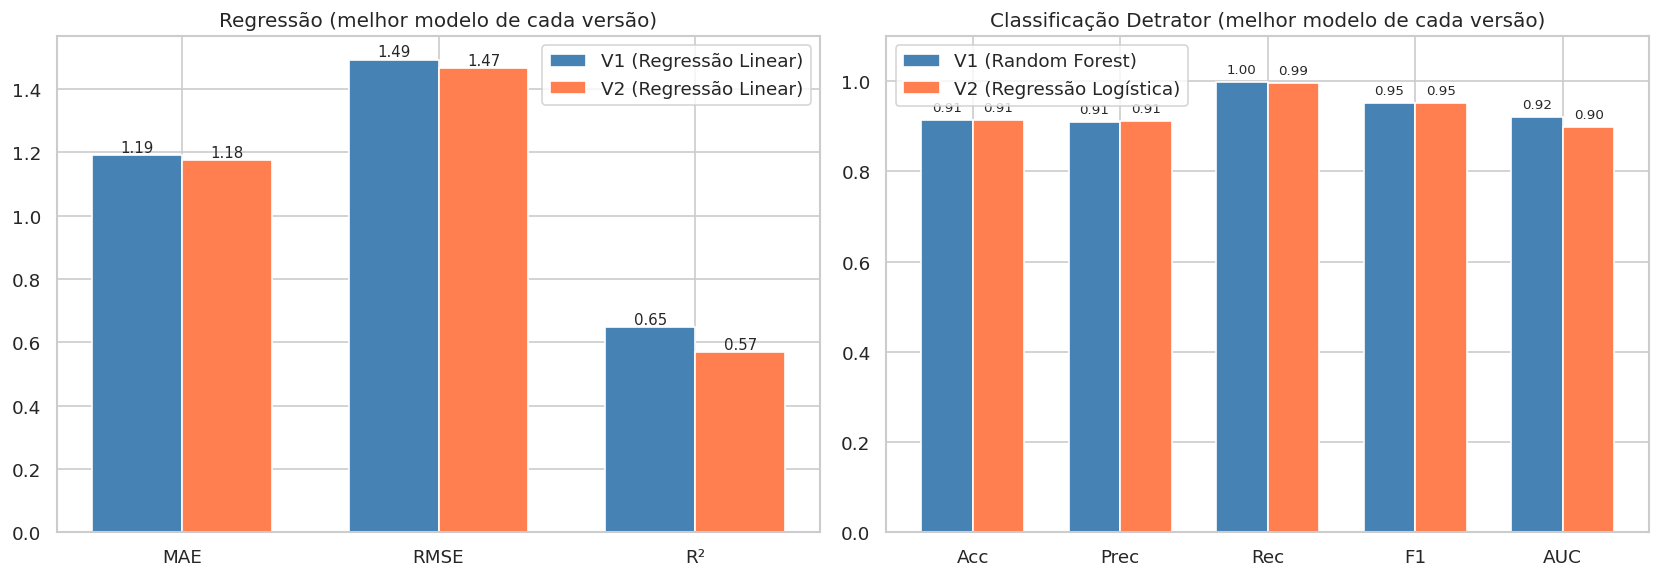 Regressão (melhor modelo de cada versão)
V1 (Regressão Linear)
V2 (Regressão Linear)
1.19
1.18
1.49
1.47
0.65
0.57
1.4
1.2
1.0
0.8
0.6
0.4
0.2
0.0
MAE
RMSE
R²
Classificação Detrator (melhor modelo de cada versão)
V1 (Random Forest)
V2 (Regressão Logística)
0.91
0.91
0.91
0.91
1.00
0.99
0.95
0.95
0.92
0.90
1.0
0.8
0.6
0.4
0.2
0.0
Acc
Prec
Rec
F1
AUC